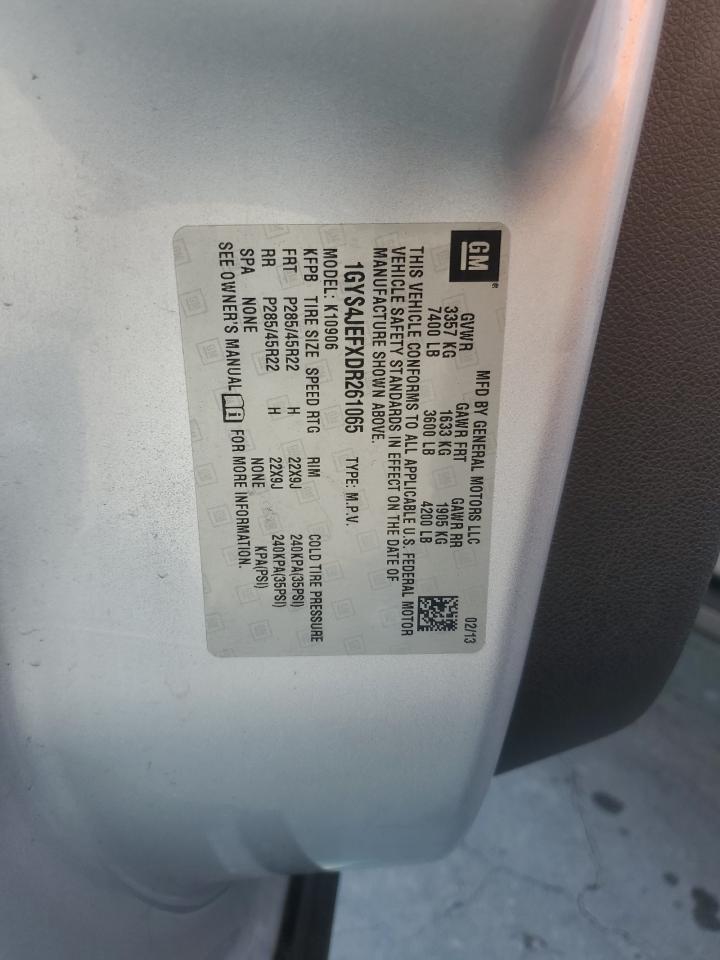 GM
MFD BY GENERAL MOTORS LLC 02/13
GVWR GAWR FRT GAWR RR
3357 KG 1633 KG 1905 KG
7400 LB 3600 LB 4200 LB
THIS VEHICLE CONFORMS TO ALL APPLICABLE U.S. FEDERAL MOTOR
VEHICLE SAFETY STANDARDS IN EFFECT ON THE DATE OF
MANUFACTURE SHOWN ABOVE.
1GYS4JEFXDR261065 TYPE: M.P.V.
MODEL: K10906
KFPB TIRE SIZE SPEED RTG RIM COLD TIRE PRESSURE
FRT P285/45R22 H 22X9J 240KPA(35PSI)
RR P285/45R22 H 22X9J 240KPA(35PSI)
SPA NONE NONE KPA(PSI)
SEE OWNER'S MANUAL FOR MORE INFORMATION.